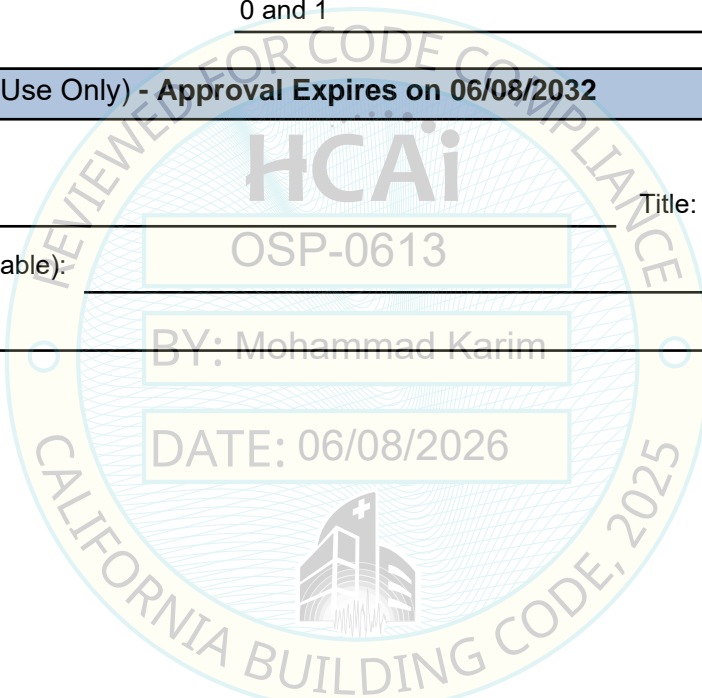 0 and 1
Use Only) - Approval Expires on 06/08/2032
REVIEWED FOR CODE COMPLIANCE
HCAi
Title:
OSP-0613
able):
BY: Mohammad Karim
DATE: 06/08/2026
CALIFORNIA BUILDING CODE, 2025